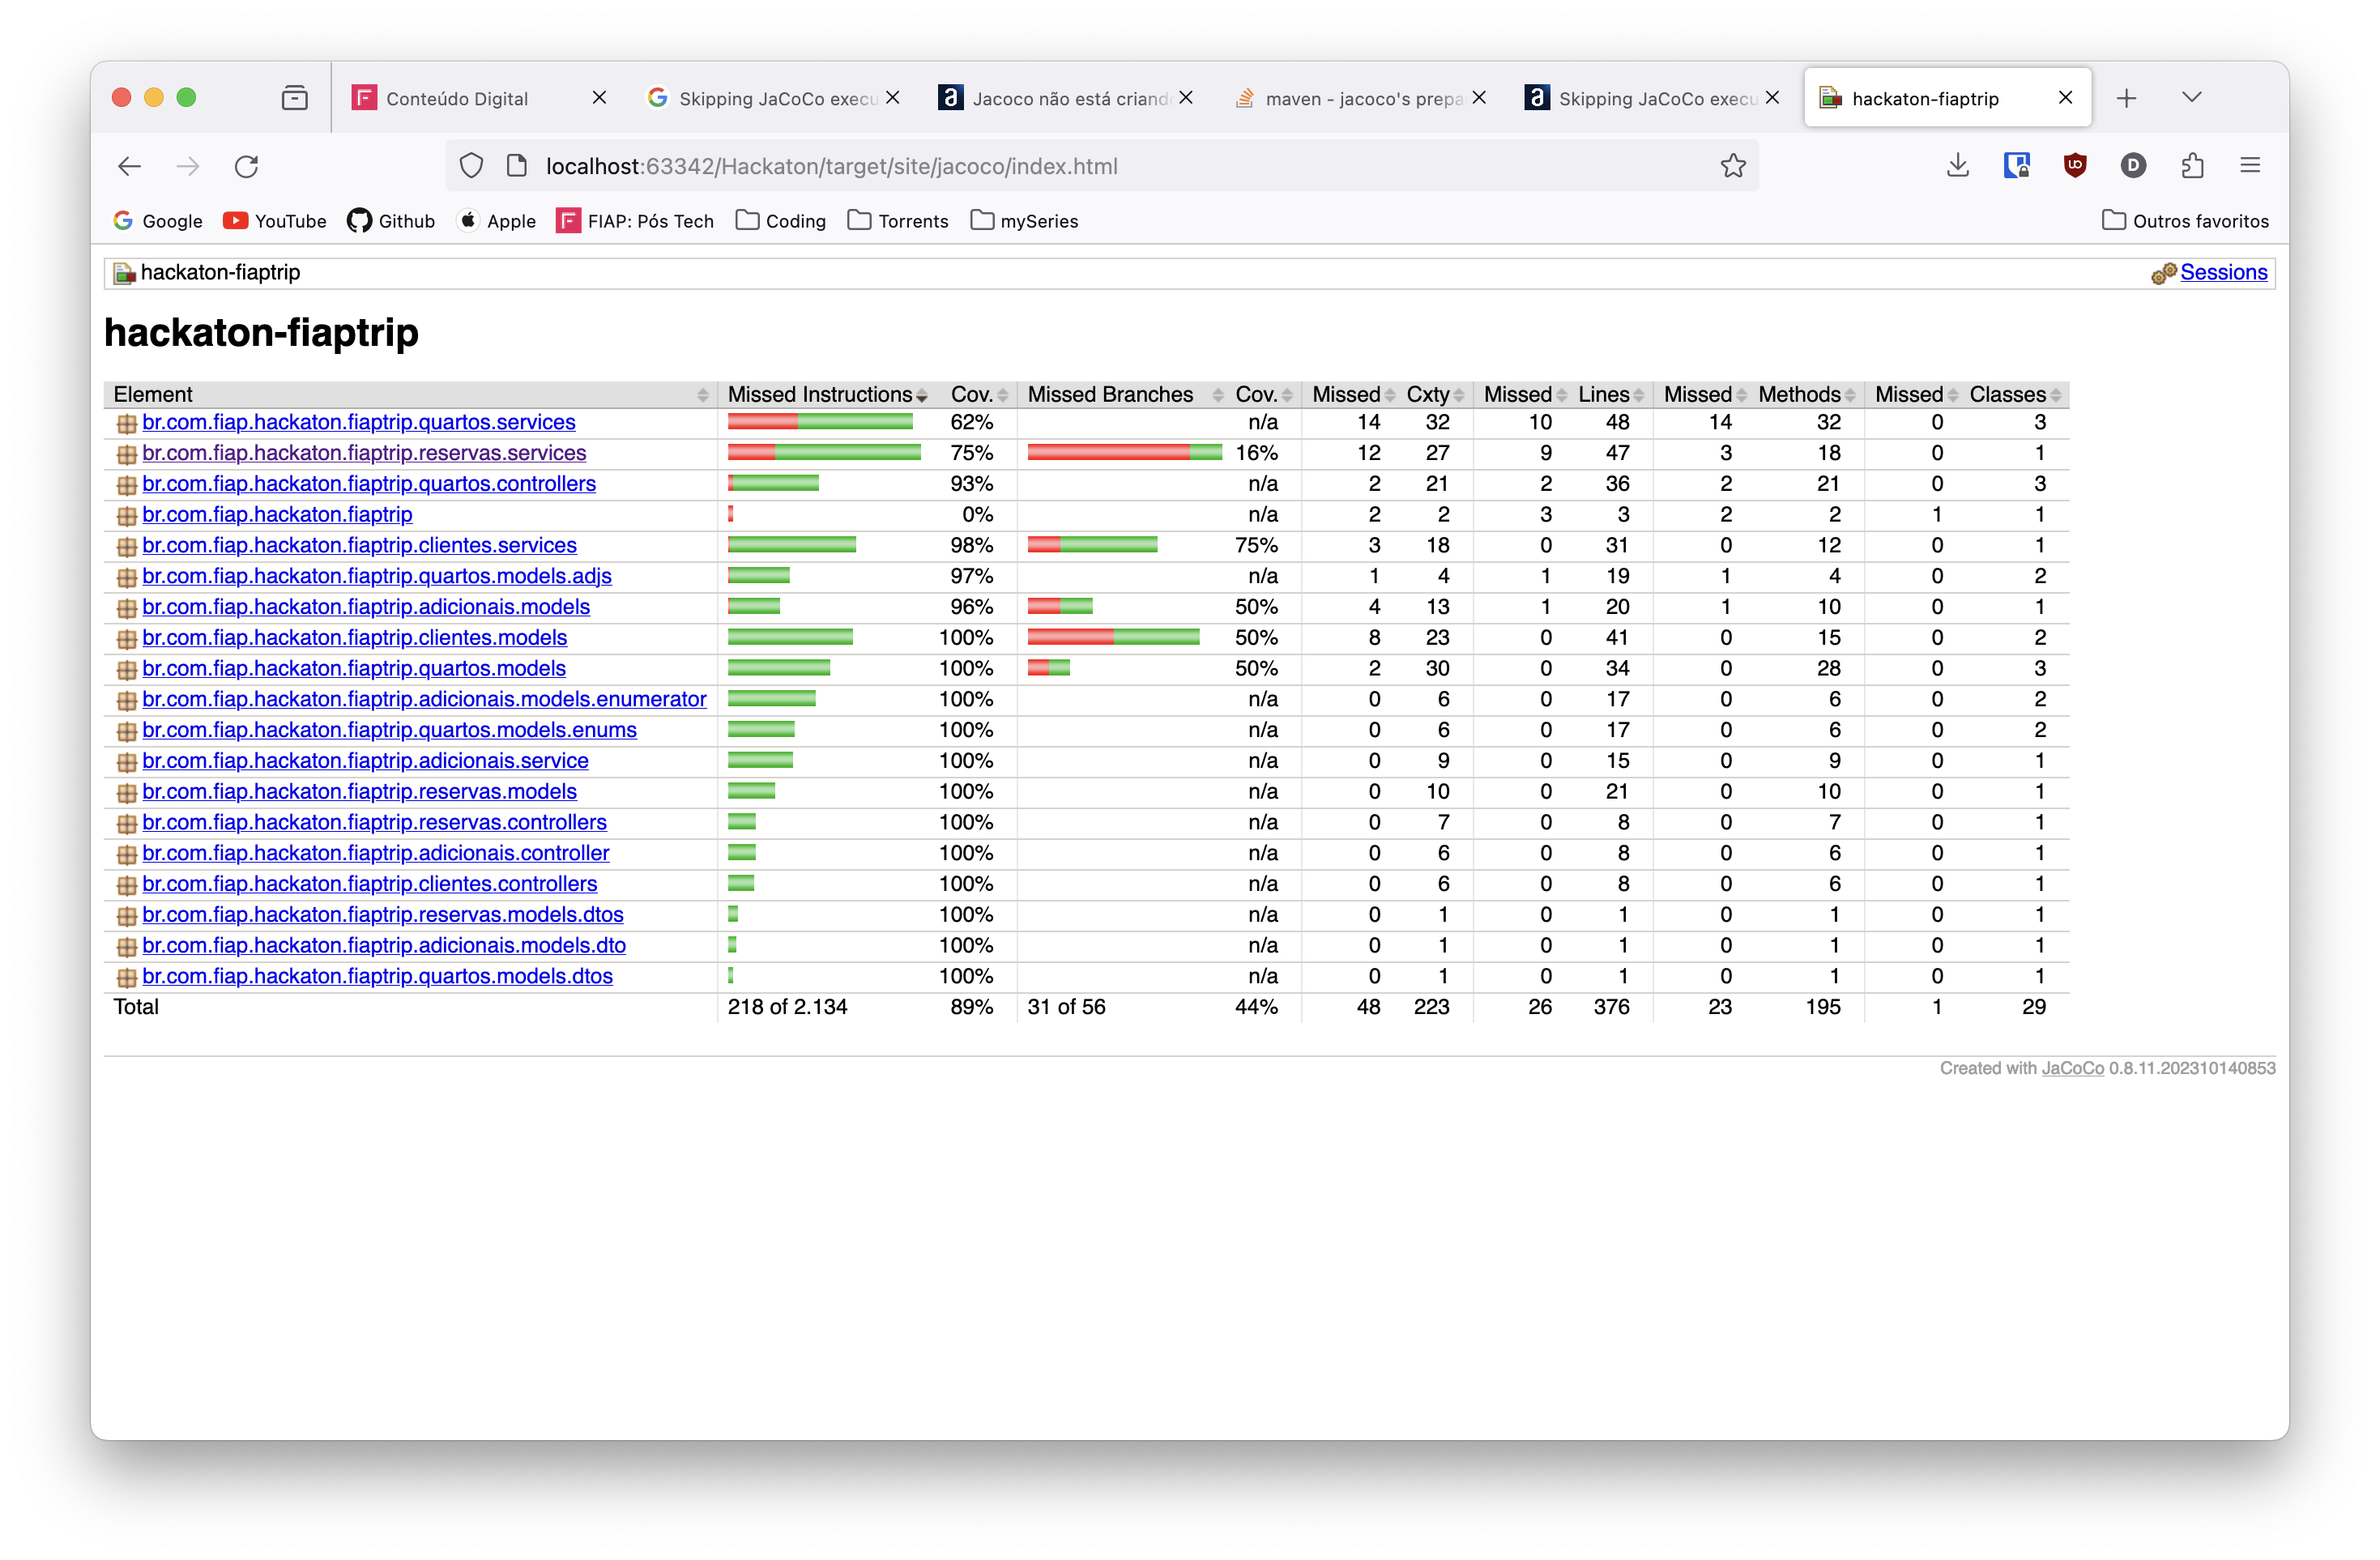 Conteúdo Digital
Skipping JaCoCo execu
Jacoco não está criand
maven - jacoco's prepa
Skipping JaCoCo execu
hackaton-fiaptrip
localhost:63342/Hackaton/target/site/jacoco/index.html
Google YouTube Github Apple FIAP: Pós Tech Coding Torrents mySeries Outros favoritos
hackaton-fiaptrip Sessions
hackaton-fiaptrip
Element Missed Instructions Cov. Missed Branches Cov. Missed Cxty Missed Lines Missed Methods Missed Classes
br.com.fiap.hackaton.fiaptrip.quartos.services 62% n/a 14 32 10 48 14 32 0 3
br.com.fiap.hackaton.fiaptrip.reservas.services 75% 16% 12 27 9 47 3 18 0 1
br.com.fiap.hackaton.fiaptrip.quartos.controllers 93% n/a 2 21 2 36 2 21 0 3
br.com.fiap.hackaton.fiaptrip 0% n/a 2 2 3 3 2 2 1 1
br.com.fiap.hackaton.fiaptrip.clientes.services 98% 75% 3 18 0 31 0 12 0 1
br.com.fiap.hackaton.fiaptrip.quartos.models.adjs 97% n/a 1 4 1 19 1 4 0 2
br.com.fiap.hackaton.fiaptrip.adicionais.models 96% 50% 4 13 1 20 1 10 0 1
br.com.fiap.hackaton.fiaptrip.clientes.models 100% 50% 8 23 0 41 0 15 0 2
br.com.fiap.hackaton.fiaptrip.quartos.models 100% 50% 2 30 0 34 0 28 0 3
br.com.fiap.hackaton.fiaptrip.adicionais.models.enumerator 100% n/a 0 6 0 17 0 6 0 2
br.com.fiap.hackaton.fiaptrip.quartos.models.enums 100% n/a 0 6 0 17 0 6 0 2
br.com.fiap.hackaton.fiaptrip.adicionais.service 100% n/a 0 9 0 15 0 9 0 1
br.com.fiap.hackaton.fiaptrip.reservas.models 100% n/a 0 10 0 21 0 10 0 1
br.com.fiap.hackaton.fiaptrip.reservas.controllers 100% n/a 0 7 0 8 0 7 0 1
br.com.fiap.hackaton.fiaptrip.adicionais.controller 100% n/a 0 6 0 8 0 6 0 1
br.com.fiap.hackaton.fiaptrip.clientes.controllers 100% n/a 0 6 0 8 0 6 0 1
br.com.fiap.hackaton.fiaptrip.reservas.models.dtos 100% n/a 0 1 0 1 0 1 0 1
br.com.fiap.hackaton.fiaptrip.adicionais.models.dto 100% n/a 0 1 0 1 0 1 0 1
br.com.fiap.hackaton.fiaptrip.quartos.models.dtos 100% n/a 0 1 0 1 0 1 0 1
Total 218 of 2.134 89% 31 of 56 44% 48 223 26 376 23 195 1 29
Created with JaCoCo 0.8.11.202310140853